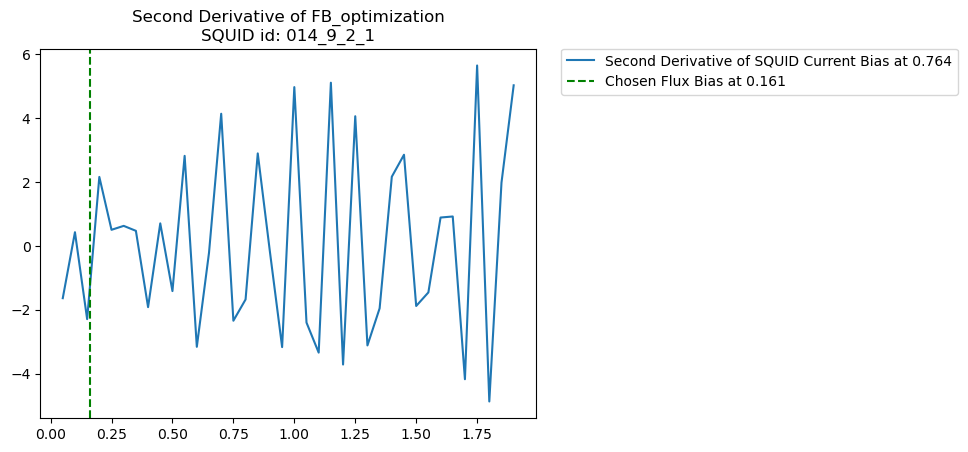 Second Derivative of FB_optimization
SQUID id: 014_9_2_1
Second Derivative of SQUID Current Bias at 0.764
Chosen Flux Bias at 0.161
6
4
2
0
−2
−4
0.00 0.25 0.50 0.75 1.00 1.25 1.50 1.75